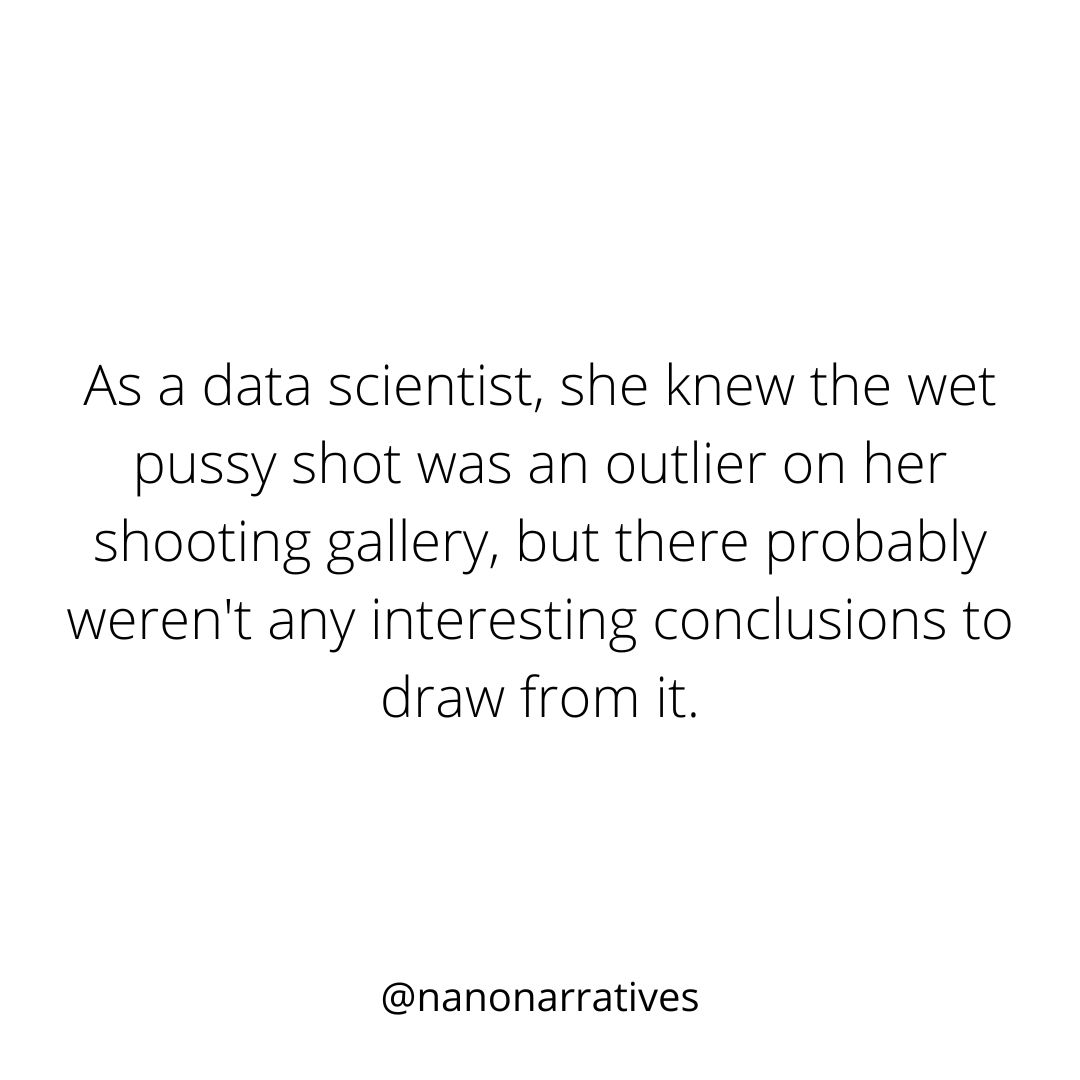 As a data scientist, she knew the wet
pussy shot was an outlier on her
shooting gallery, but there probably
weren't any interesting conclusions to
draw from it.
@nanonarratives